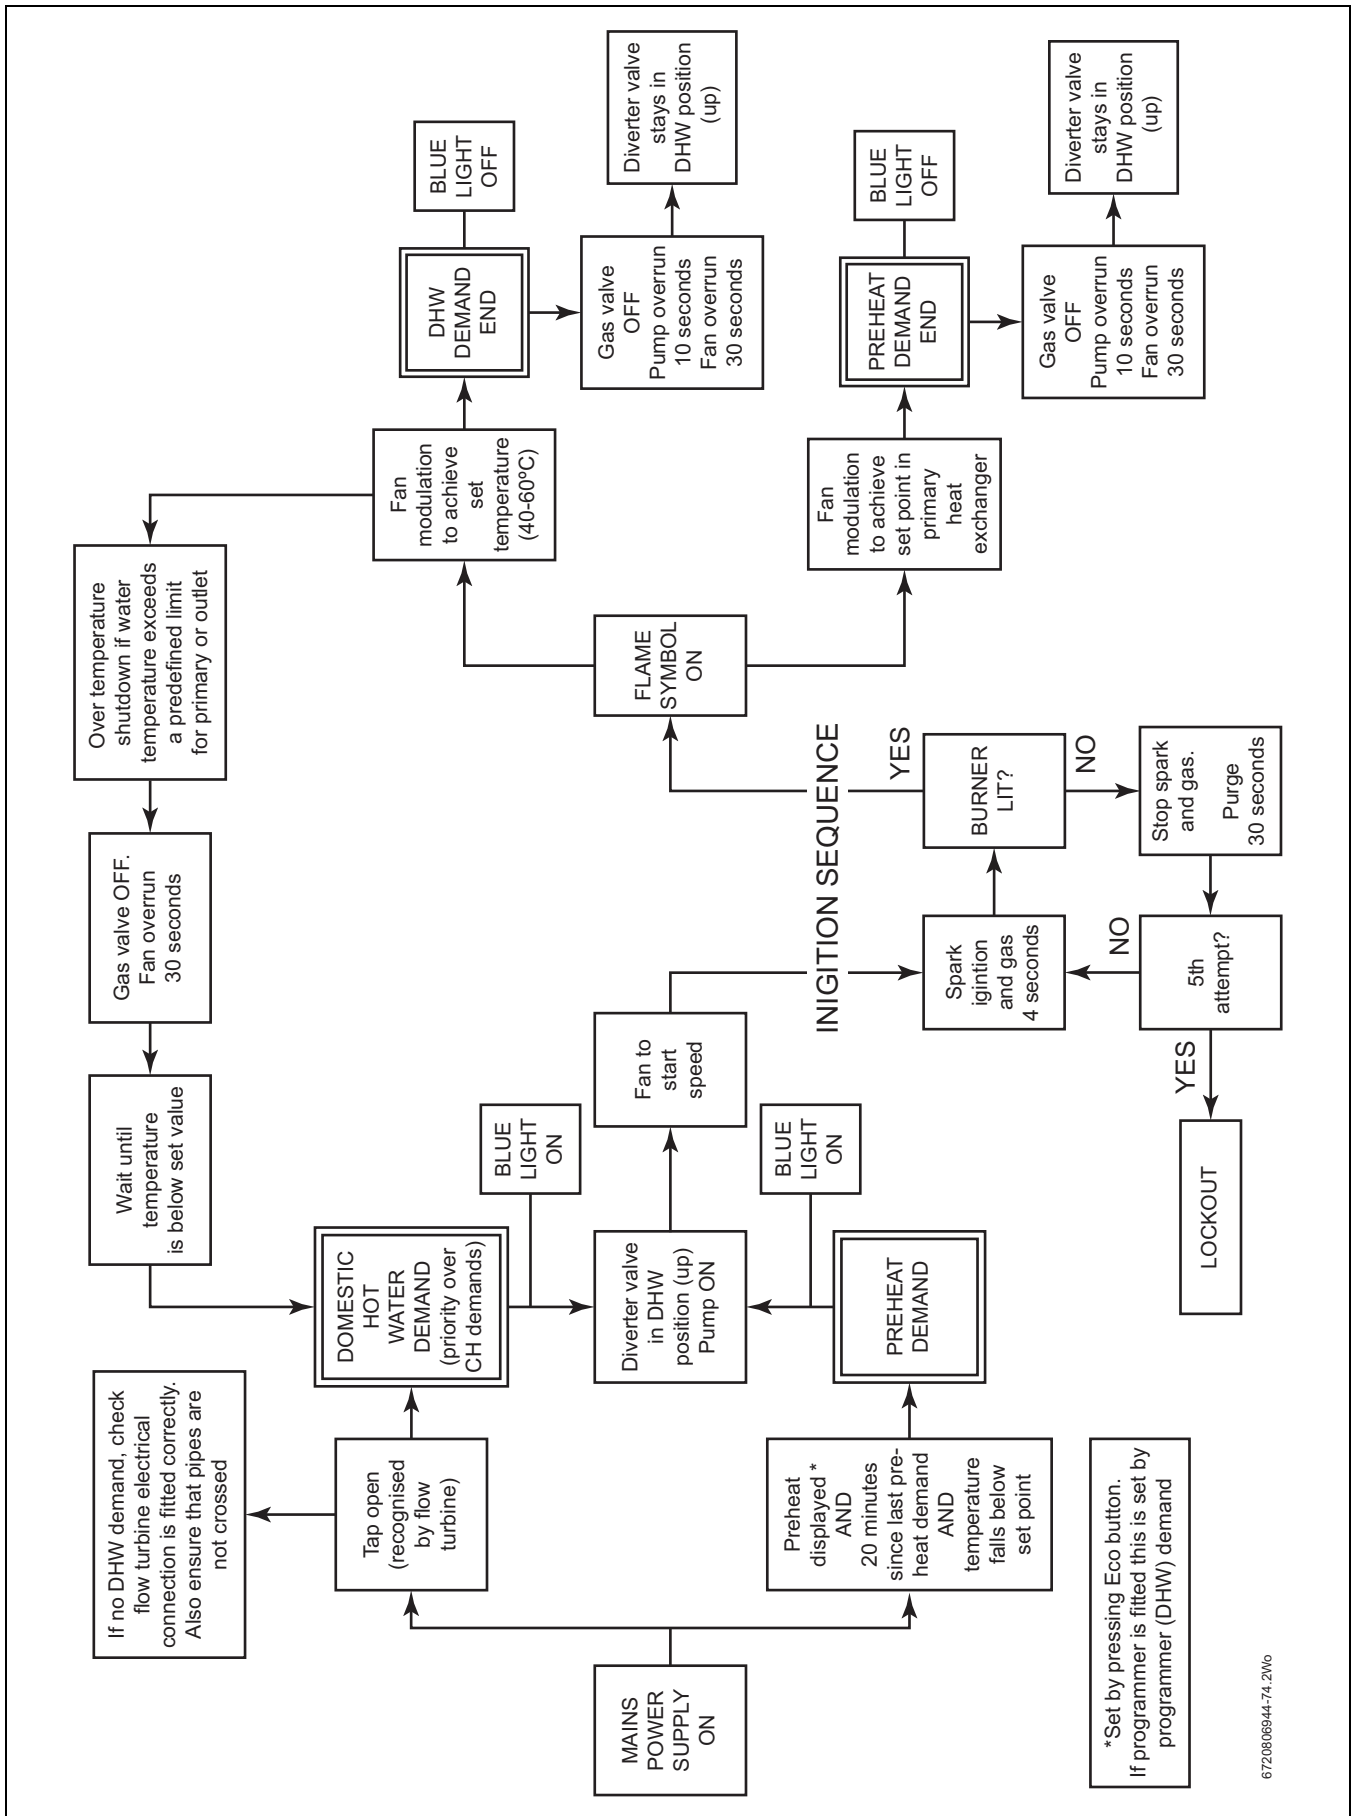 MAINS
POWER
SUPPLY
ON
If no DHW demand, check
flow turbine electrical
connection is fitted correctly.
Also ensure that pipes are
not crossed
Tap open
(recognised
by flow
turbine)
DOMESTIC
HOT
WATER
DEMAND
(priority over
CH demands)
BLUE
LIGHT
ON
Wait until
temperature
is below set value
Gas valve OFF.
Fan overrun
30 seconds
Over temperature
shutdown if water
temperature exceeds
a predefined limit
for primary or outlet
Diverter valve
in DHW
position (up)
Pump ON
Fan to
start
speed
Preheat
displayed *
AND
20 minutes
since last pre-
heat demand
AND
temperature
falls below
set point
PREHEAT
DEMAND
BLUE
LIGHT
ON
INIGITION SEQUENCE
Spark
igintion
and gas
4 seconds
BURNER
LIT?
YES
NO
Stop spark
and gas.
Purge
30 seconds
5th
attempt?
NO
YES
LOCKOUT
FLAME
SYMBOL
ON
Fan
modulation
to achieve
set
temperature
(40-60ºC)
DHW
DEMAND
END
BLUE
LIGHT
OFF
Gas valve
OFF
Pump overrun
10 seconds
Fan overrun
30 seconds
Diverter valve
stays in
DHW position
(up)
Fan
modulation
to achieve
set point in
primary
heat
exchanger
PREHEAT
DEMAND
END
BLUE
LIGHT
OFF
Gas valve
OFF
Pump overrun
10 seconds
Fan overrun
30 seconds
Diverter valve
stays in
DHW position
(up)
*Set by pressing Eco button.
If programmer is fitted this is set by
programmer (DHW) demand
6720806944-74.2Wo